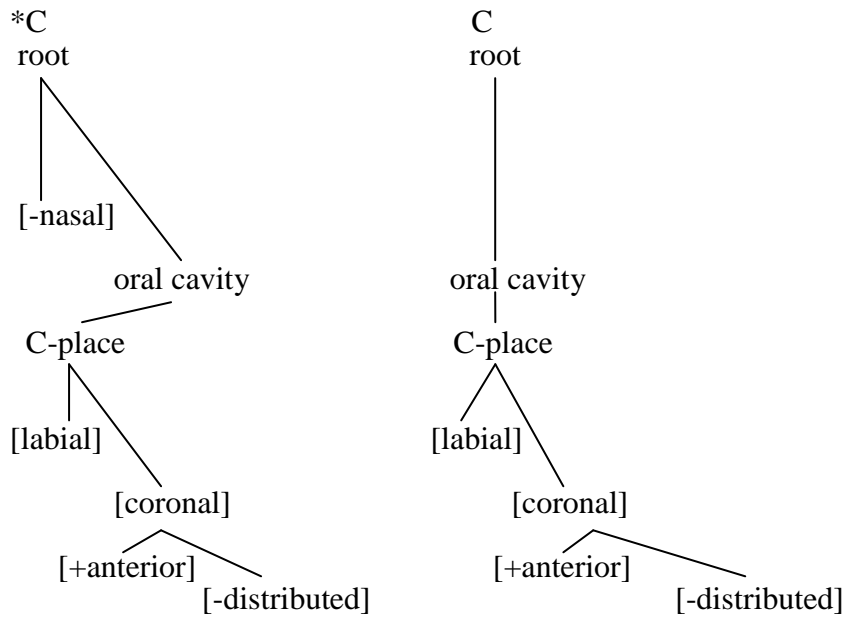 *C C
root root
[-nasal]
oral cavity oral cavity
C-place C-place
[labial] [labial]
[coronal] [coronal]
[+anterior] [+anterior]
[-distributed] [-distributed]